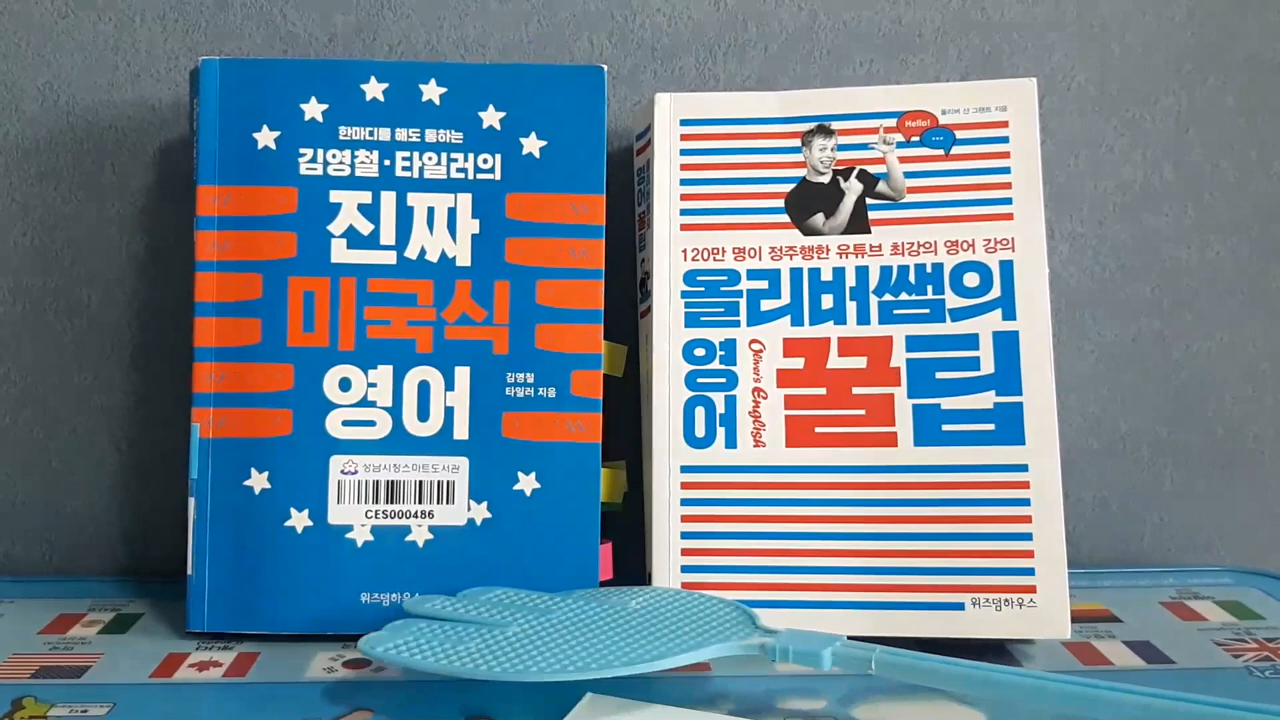 한마디를 해도 통하는
김영철·타일러의
진짜
미국식
영어
김영철
타일러 지음
성남시청스마트도서관
CES000486
위즈덤하우스
올리버 샨 그랜트 지음
Hello!
120만 명이 정주행한 유튜브 최강의 영어 강의
올리버쌤의
영어
Oliver's English
꿀팁
위즈덤하우스
미국
캐나다